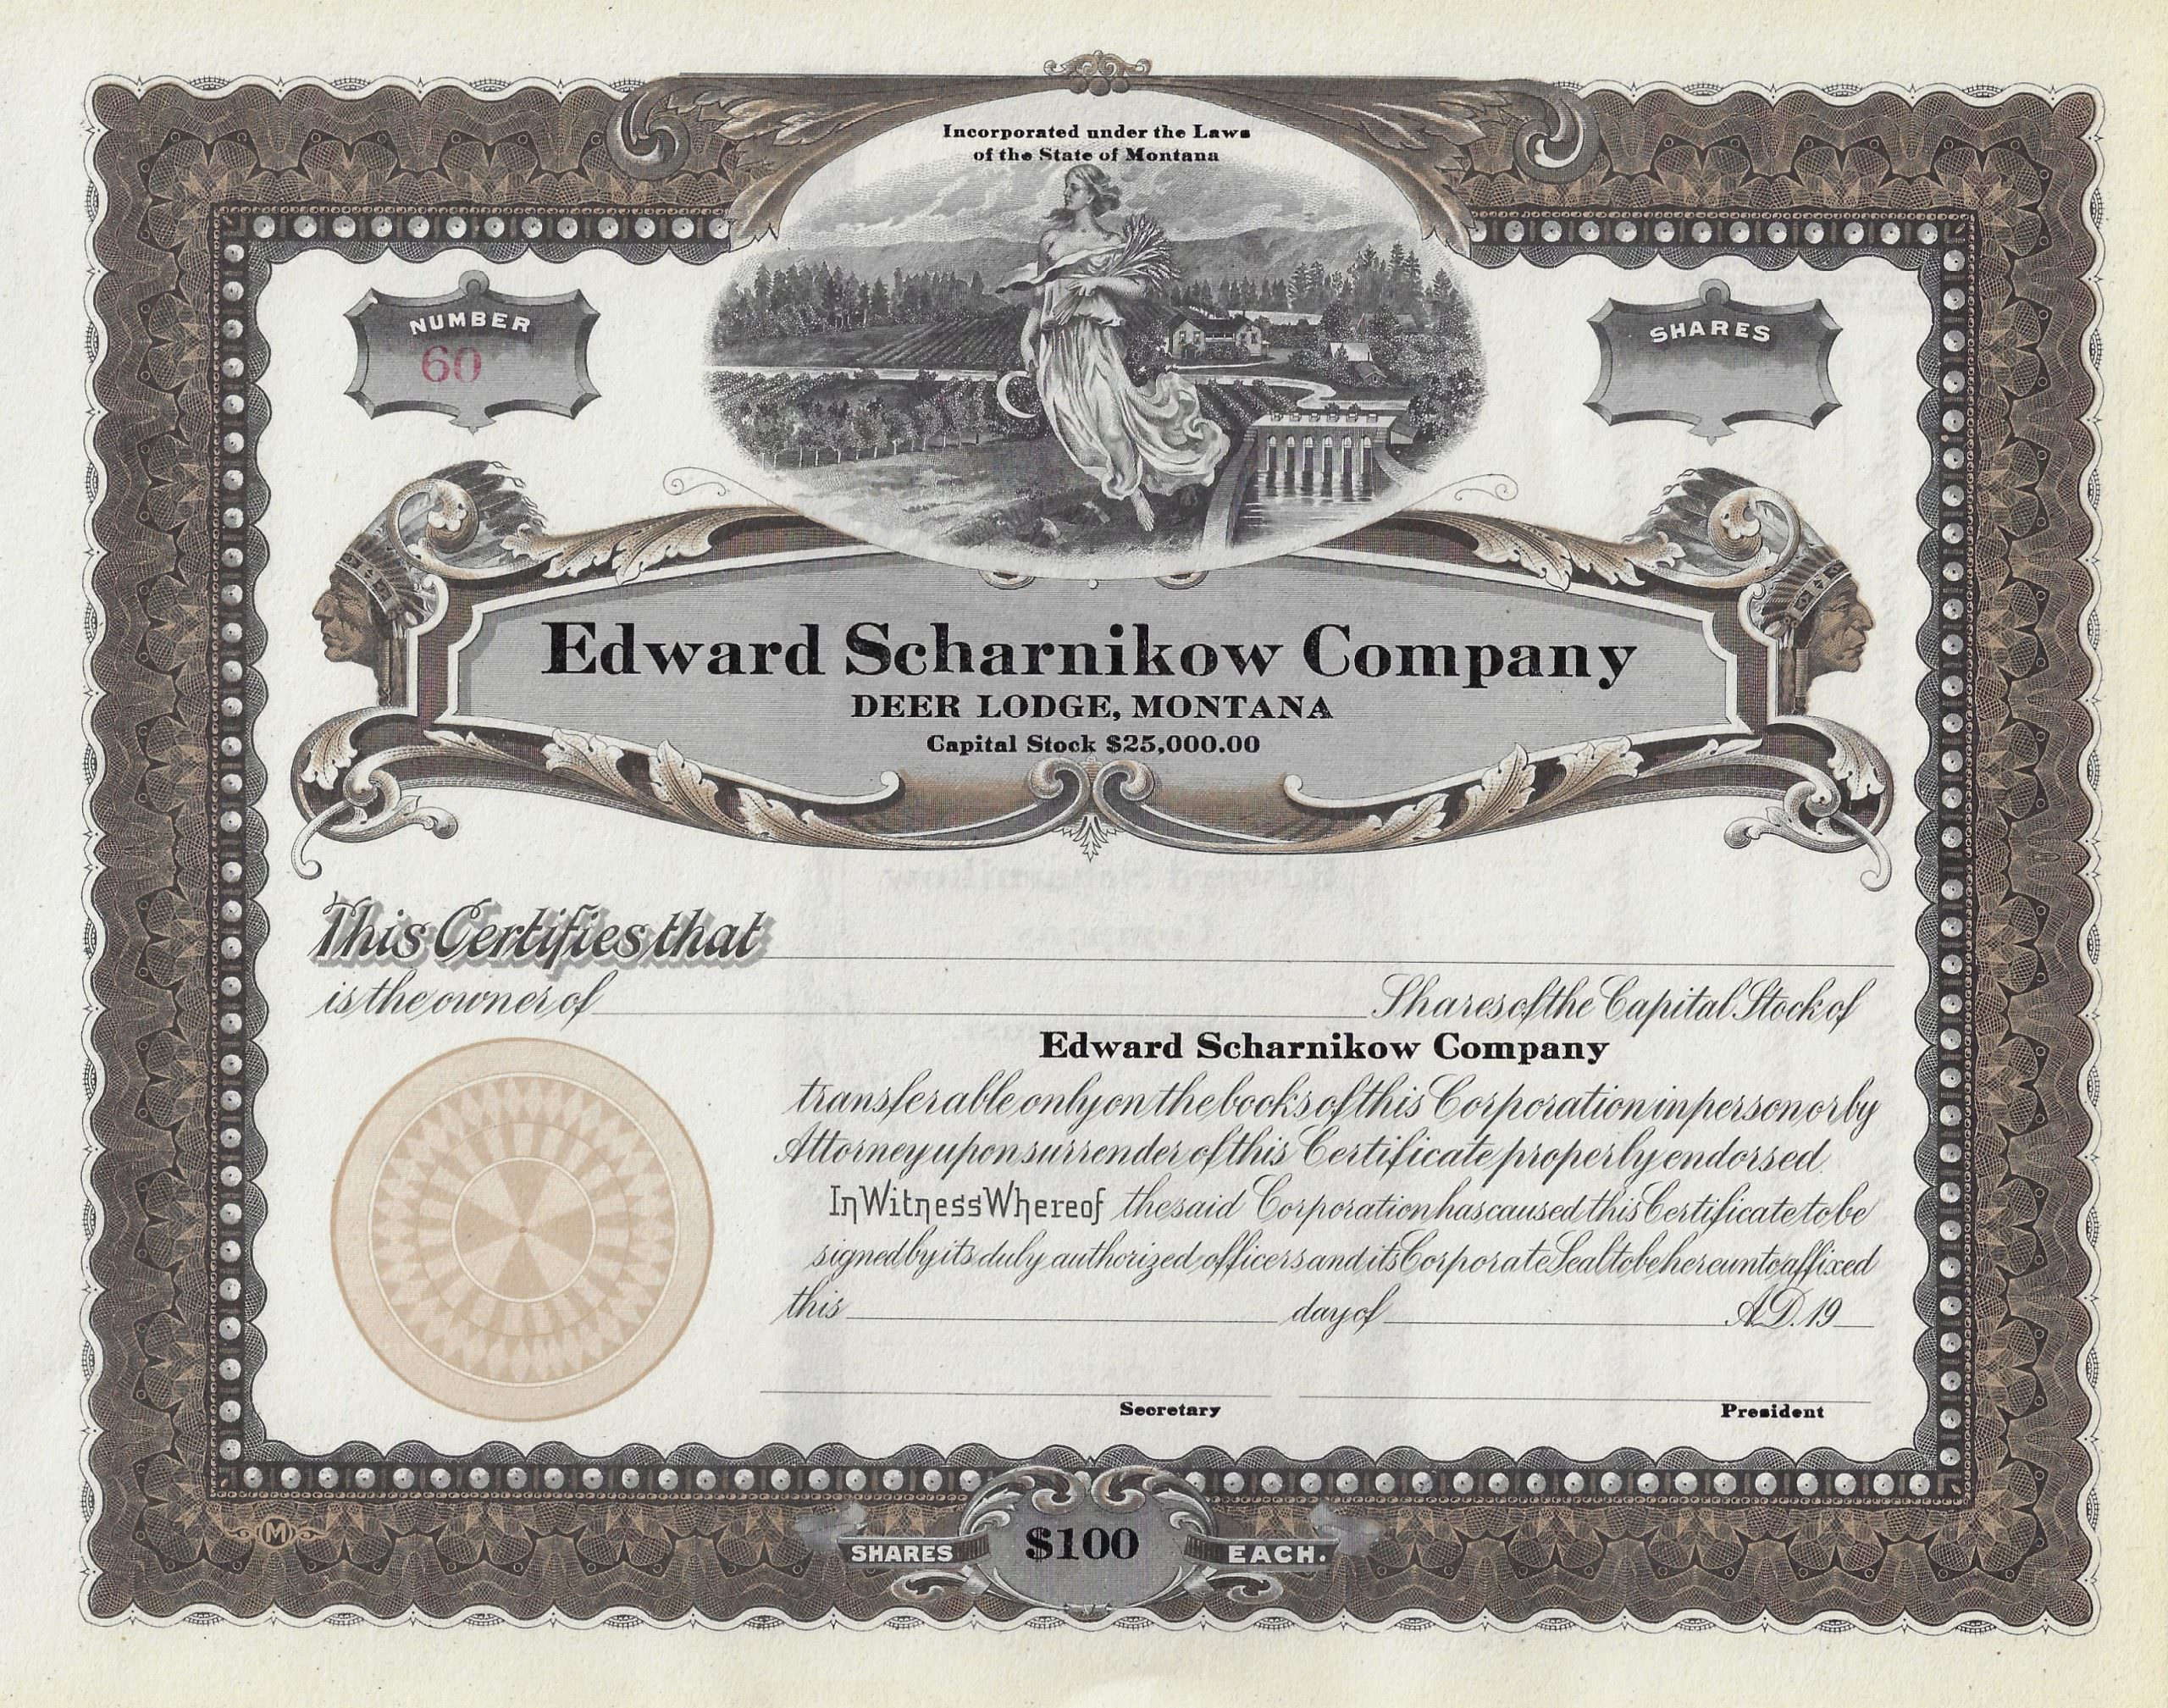 Incorporated under the Laws
of the State of Montana
NUMBER
60
SHARES
Edward Scharnikow Company
DEER LODGE, MONTANA
Capital Stock $25,000.00
This Certifies that
is the owner of Shares of the Capital Stock of
Edward Scharnikow Company
transferable only on the books of this Corporation in person or by
Attorney upon surrender of this Certificate properly endorsed.
In Witness Whereof the said Corporation has caused this Certificate to be
signed by its duly authorized officers and its Corporate Seal to be hereunto affixed
this day of A.D. 19
Secretary President
M
SHARES $100 EACH.